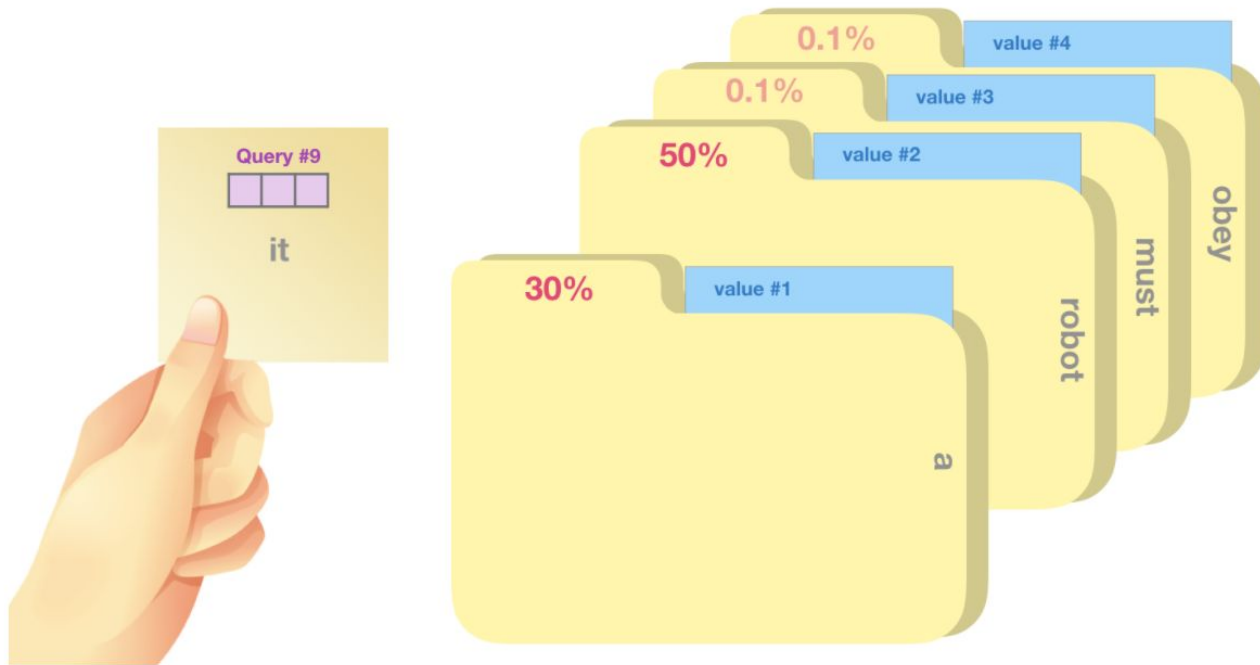 Query #9
it
30%
value #1
a
50%
value #2
robot
0.1%
value #3
must
0.1%
value #4
obey